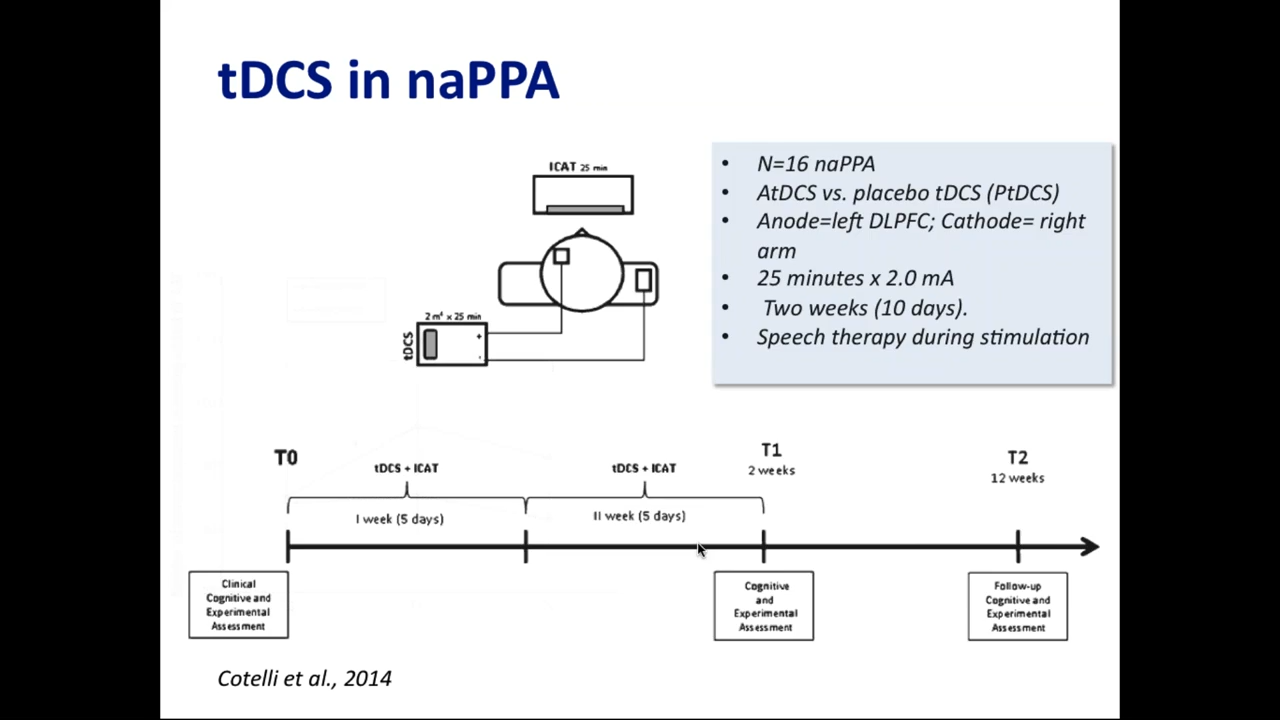 tDCS in naPPA
ICAT 25 min
2 m⁴ x 25 min
tDCS
+
-
• N=16 naPPA
• AtDCS vs. placebo tDCS (PtDCS)
• Anode=left DLPFC; Cathode= right
arm
• 25 minutes x 2.0 mA
• Two weeks (10 days).
• Speech therapy during stimulation
T0
tDCS + ICAT
tDCS + ICAT
T1
2 weeks
T2
12 weeks
I week (5 days)
II week (5 days)
Clinical
Cognitive and
Experimental
Assessment
Cognitive
and
Experimental
Assessment
Follow-up
Cognitive and
Experimental
Assessment
Cotelli et al., 2014